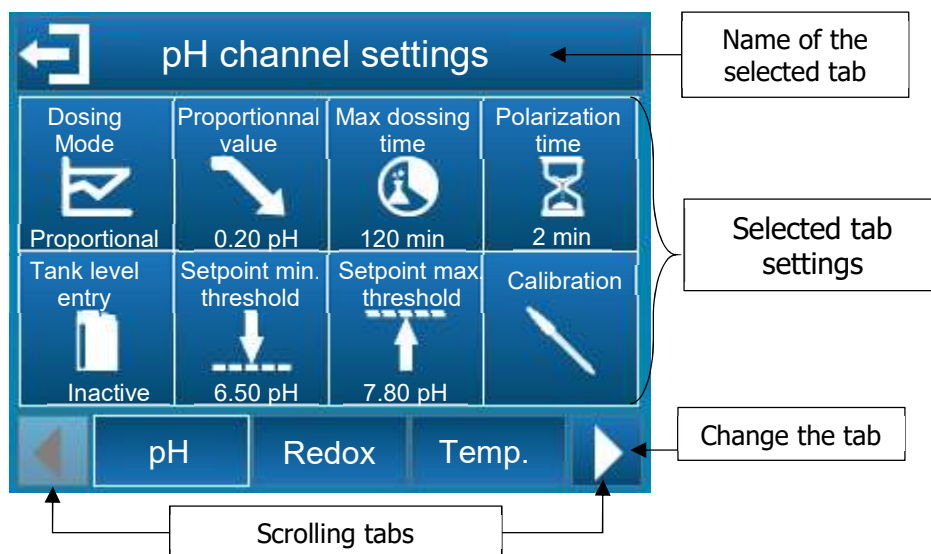 pH channel settings
Name of the
selected tab
Dosing
Mode
Proportional
Proportionnal
value
0.20 pH
Max dossing
time
120 min
Polarization
time
2 min
Tank level
entry
Inactive
Setpoint min.
threshold
6.50 pH
Setpoint max.
threshold
7.80 pH
Calibration
Selected tab
settings
pH
Redox
Temp.
Change the tab
Scrolling tabs